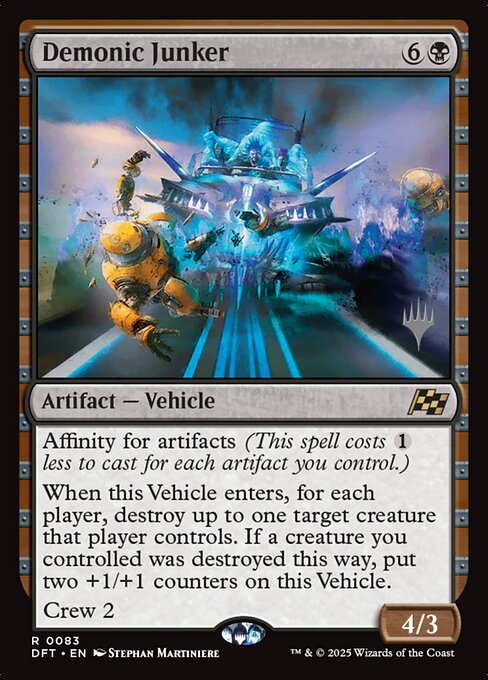 Demonic Junker 6
Artifact — Vehicle
Affinity for artifacts (This spell costs 1
less to cast for each artifact you control.)
When this Vehicle enters, for each
player, destroy up to one target creature
that player controls. If a creature you
controlled was destroyed this way, put
two +1/+1 counters on this Vehicle.
Crew 2
4/3
R 0083
DFT • EN Stephan Martiniere ™ & © 2025 Wizards of the Coast